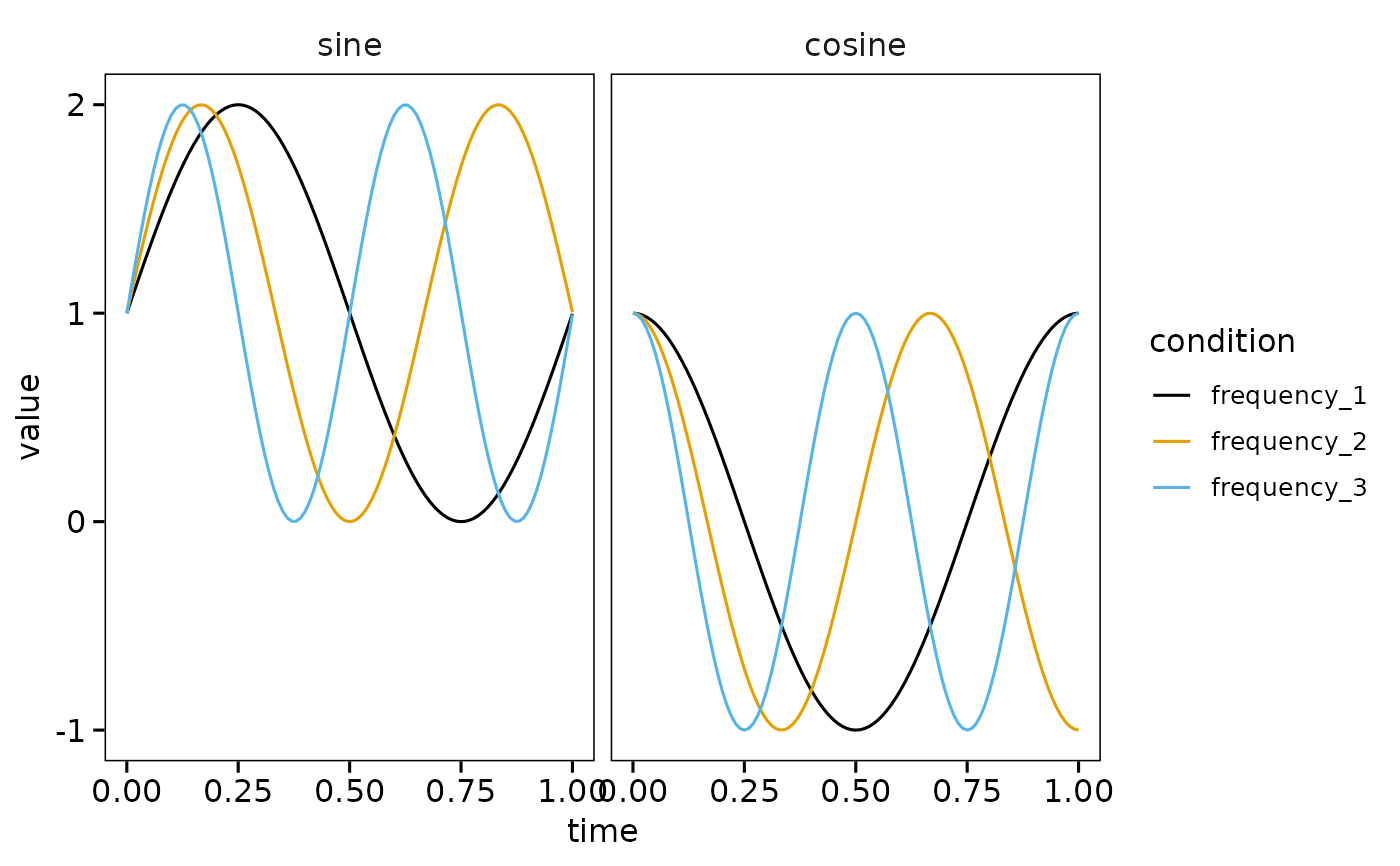 sine cosine
2
1
0
-1
value
0.00 0.25 0.50 0.75 1.00 0.00 0.25 0.50 0.75 1.00
time
condition
frequency_1
frequency_2
frequency_3